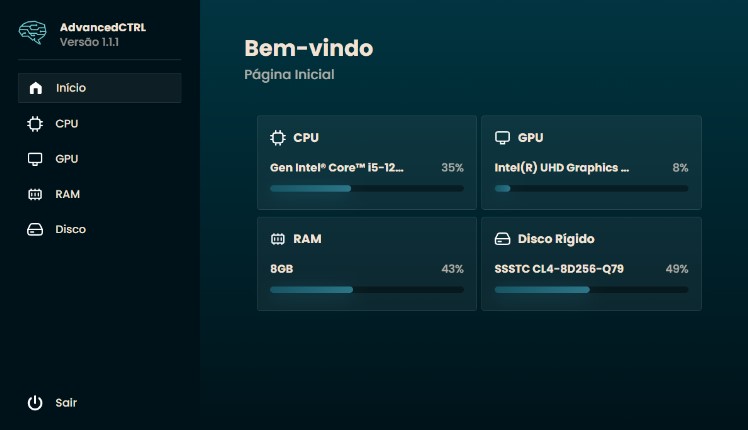 AdvancedCTRL
Versão 1.1.1
Início
CPU
GPU
RAM
Disco
Sair
Bem-vindo
Página Inicial
CPU
Gen Intel® Core™ i5-12... 35%
GPU
Intel(R) UHD Graphics ... 8%
RAM
8GB 43%
Disco Rígido
SSSTC CL4-8D256-Q79 49%